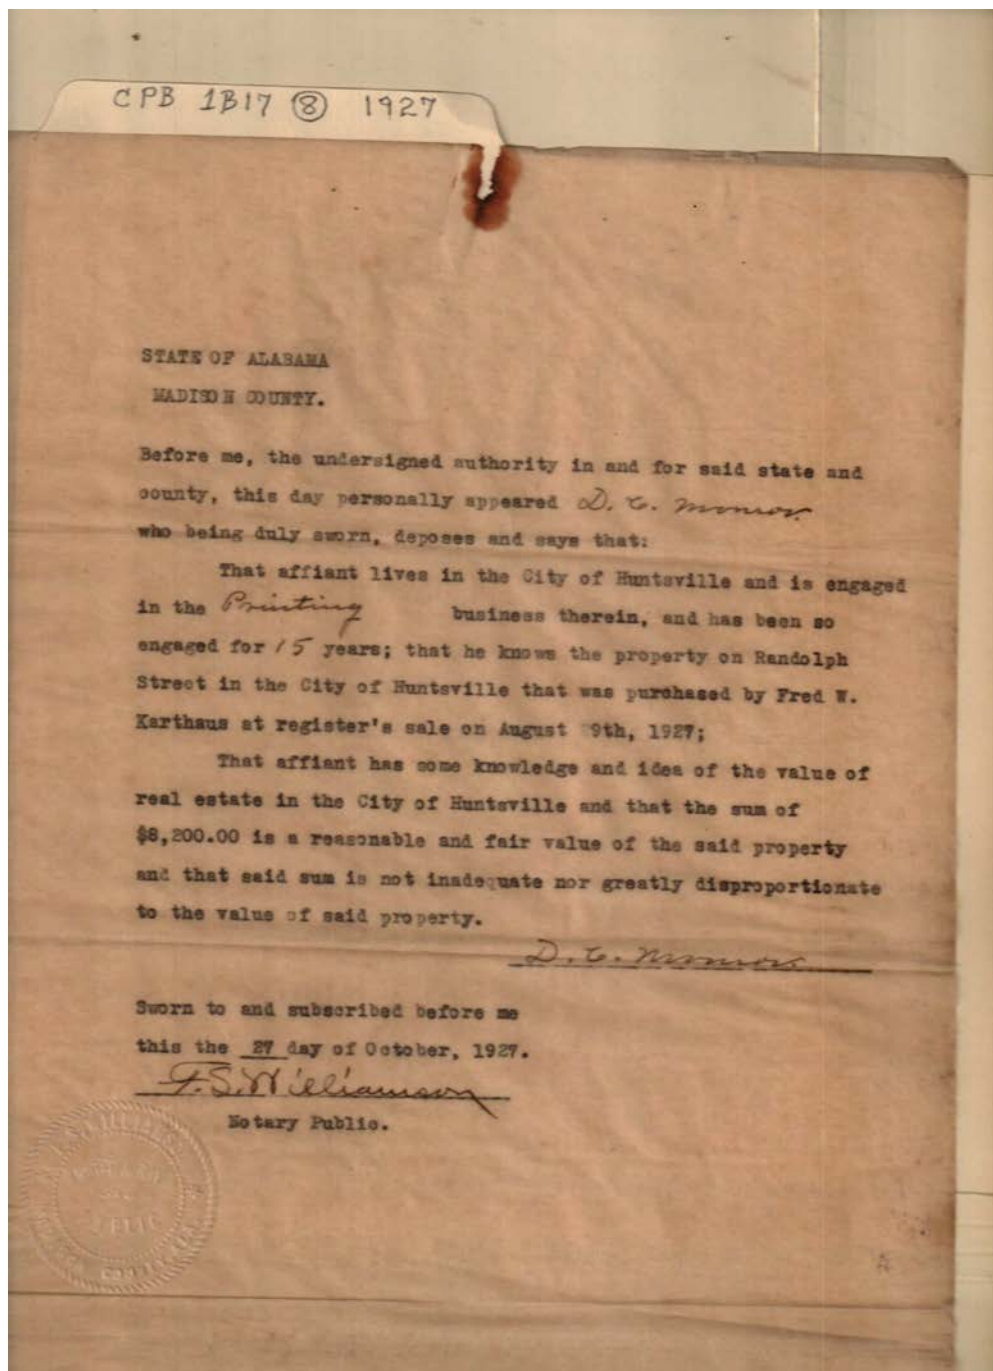 CPB 1B17 ⑧ 1927
STATE OF ALABAMA
MADISON COUNTY.
Before me, the undersigned authority in and for said state and
county, this day personally appeared D. C. Monroe
who being duly sworn, deposes and says that:
That affiant lives in the City of Huntsville and is engaged
in the Printing business therein, and has been so
engaged for 15 years; that he knows the property on Randolph
Street in the City of Huntsville that was purchased by Fred W.
Karthaus at register's sale on August 9th, 1927;
That affiant has some knowledge and idea of the value of
real estate in the City of Huntsville and that the sum of
$8,200.00 is a reasonable and fair value of the said property
and that said sum is not inadequate nor greatly disproportionate
to the value of said property.
D. C. Monroe
Sworn to and subscribed before me
this the 27 day of October, 1927.
F. S. Williamson
Notary Public.